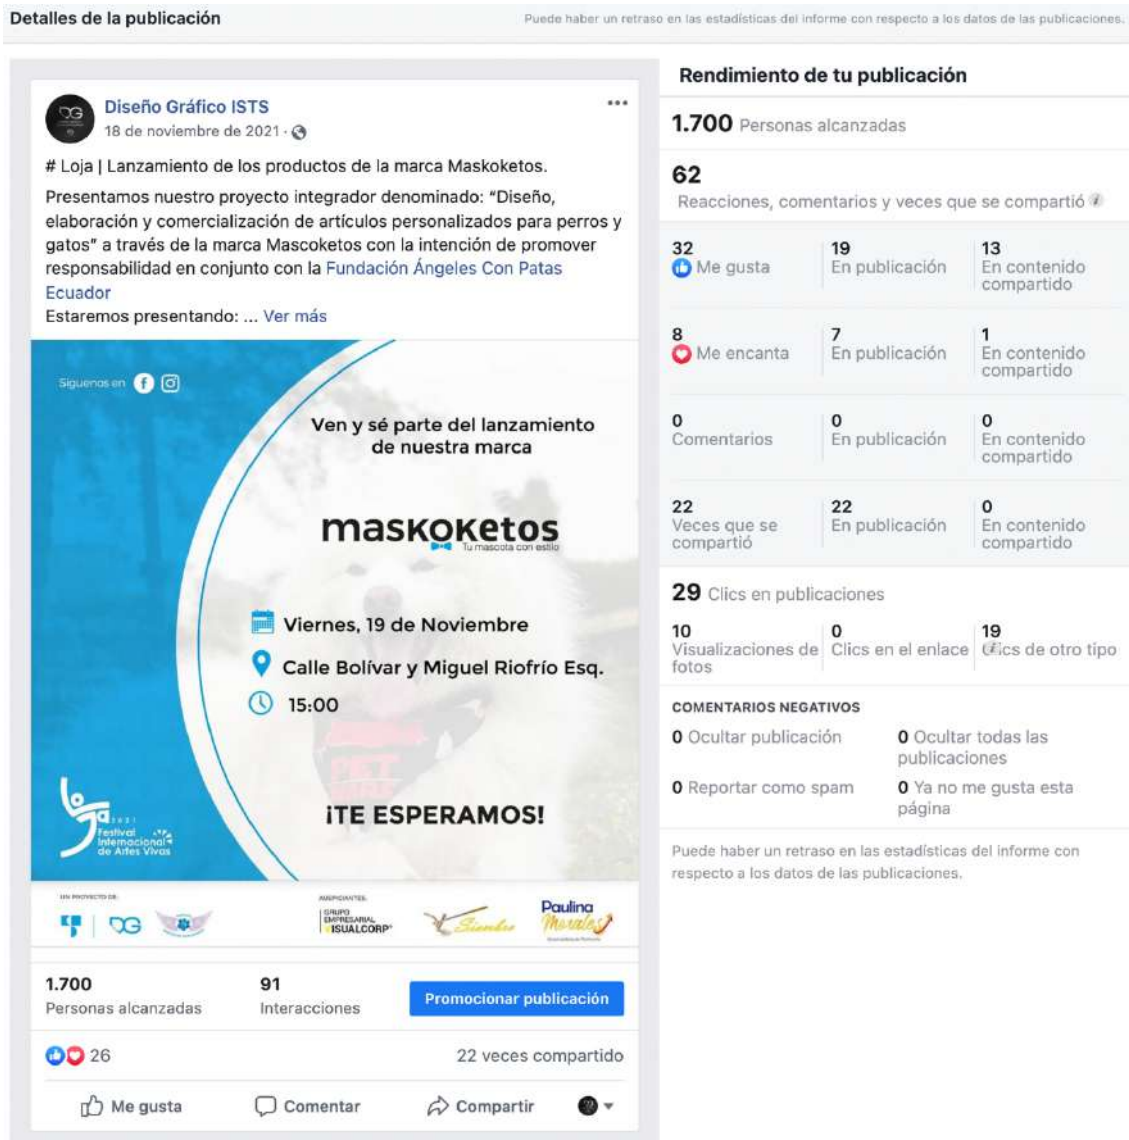 Detalles de la publicación
Puede haber un retraso en las estadísticas del informe con respecto a los datos de las publicaciones.
Diseño Gráfico ISTS
18 de noviembre de 2021 ·
# Loja | Lanzamiento de los productos de la marca Maskoketos.
Presentamos nuestro proyecto integrador denominado: “Diseño,
elaboración y comercialización de artículos personalizados para perros y
gatos” a través de la marca Mascoketos con la intención de promover
responsabilidad en conjunto con la Fundación Ángeles Con Patas
Ecuador
Estaremos presentando: ... Ver más
Síguenos en
Ven y sé parte del lanzamiento
de nuestra marca
maskoketos
Tu mascota con estilo
Viernes, 19 de Noviembre
Calle Bolívar y Miguel Riofrío Esq.
15:00
¡TE ESPERAMOS!
Loja
2021
Festival
Internacional
de Artes Vivas
UN PROYECTO DE:
DG
AUSPICIANTES:
GRUPO
EMPRESARIAL
VISUALCORP
Siembra
Paulina
Morales
1.700
Personas alcanzadas
91
Interacciones
Promocionar publicación
26
22 veces compartido
Me gusta
Comentar
Compartir
Rendimiento de tu publicación
1.700 Personas alcanzadas
62
Reacciones, comentarios y veces que se compartió
32
Me gusta
19
En publicación
13
En contenido
compartido
8
Me encanta
7
En publicación
1
En contenido
compartido
0
Comentarios
0
En publicación
0
En contenido
compartido
22
Veces que se
compartió
22
En publicación
0
En contenido
compartido
29 Clics en publicaciones
10
Visualizaciones de
fotos
0
Clics en el enlace
19
Clics de otro tipo
COMENTARIOS NEGATIVOS
0 Ocultar publicación
0 Ocultar todas las
publicaciones
0 Reportar como spam
0 Ya no me gusta esta
página
Puede haber un retraso en las estadísticas del informe con
respecto a los datos de las publicaciones.